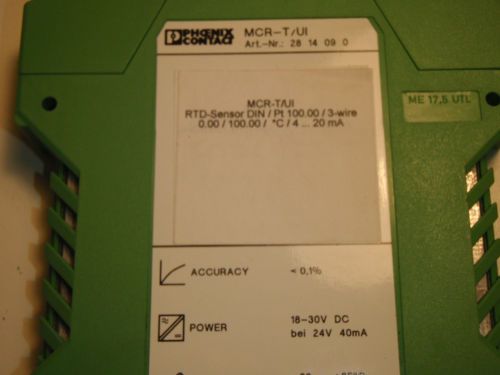 PHŒNIX CONTACT
MCR-T/UI
Art.-Nr.: 28 14 09 0
ME 17,5 UTL
MCR-T/UI
RTD-Sensor DIN / Pt 100.00 / 3-wire
0.00 / 100.00 / °C / 4 ... 20 mA
ACCURACY < 0,1%
POWER 18-30V DC
bei 24V 40mA